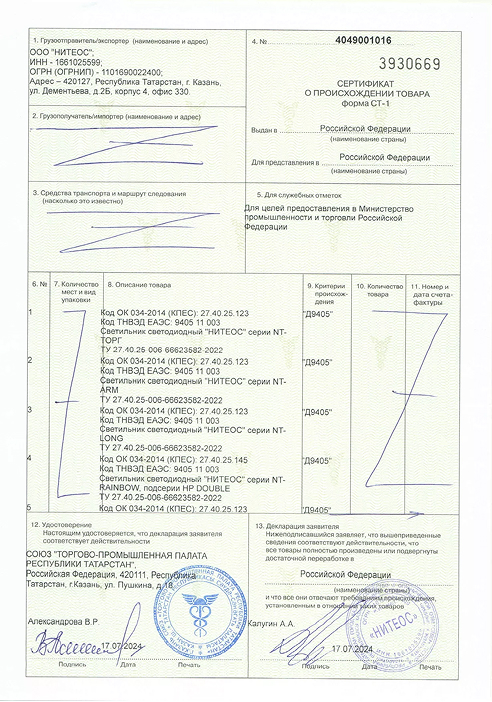 1. Грузоотправитель/экспортер (наименование и адрес)
ООО "НИТЕОС";
ИНН - 1661025599;
ОГРН (ОГРНИП) - 1101690022400;
Адрес – 420127, Республика Татарстан, г. Казань,
ул. Дементьева, д.2Б, корпус 4, офис 330.
2. Грузополучатель/импортер (наименование и адрес)
3. Средства транспорта и маршрут следования
(насколько это известно)
4. № 4049001016
3930669
СЕРТИФИКАТ
О ПРОИСХОЖДЕНИИ ТОВАРА
форма СТ-1
Выдан в Российской Федерации
(наименование страны)
Для представления в Российской Федерации
(наименование страны)
5. Для служебных отметок
Для целей предоставления в Министерство
промышленности и торговли Российской
Федерации
6. №
7. Количество
мест и вид
упаковки
8. Описание товара
9. Критерии
происхож-
дения
10. Количество
товара
11. Номер и
дата счета-
фактуры
1
Код ОК 034-2014 (КПЕС): 27.40.25.123
"Д9405"
Код ТНВЭД ЕАЭС: 9405 11 003
Светильник светодиодный "НИТЕОС" серии NT-
ТОРГ
ТУ 27.40.25-006-66623582-2022
2
Код ОК 034-2014 (КПЕС): 27.40.25.123
"Д9405"
Код ТНВЭД ЕАЭС: 9405 11 003
Светильник светодиодный "НИТЕОС" серии NT-
ARM
ТУ 27.40.25-006-66623582-2022
3
Код ОК 034-2014 (КПЕС): 27.40.25.123
"Д9405"
Код ТНВЭД ЕАЭС: 9405 11 003
Светильник светодиодный "НИТЕОС" серии NT-
LONG
ТУ 27.40.25-006-66623582-2022
4
Код ОК 034-2014 (КПЕС): 27.40.25.145
"Д9405"
Код ТНВЭД ЕАЭС: 9405 11 003
Светильник светодиодный "НИТЕОС" серии NT-
RAINBOW, подсерии HP DOUBLE
ТУ 27.40.25-006-66623582-2022
5
Код ОК 034-2014 (КПЕС): 27.40.25.123
"Д9405"
12. Удостоверение
Настоящим удостоверяется, что декларация заявителя
соответствует действительности
СОЮЗ "ТОРГОВО-ПРОМЫШЛЕННАЯ ПАЛАТА
РЕСПУБЛИКИ ТАТАРСТАН",
Российская Федерация, 420111, Республика
Татарстан, г.Казань, ул. Пушкина, д.18
Александрова В.Р
17.07.2024
Подпись Дата Печать
13. Декларация заявителя
Нижеподписавшийся заявляет, что вышеприведенные
сведения соответствуют действительности, что
все товары полностью произведены или подвергнуты
достаточной переработке в
Российской Федерации
(наименование страны)
и что все они отвечают требованиям происхождения,
установленным в отношении таких товаров
Калугин А.А.
«НИТЕОС»
17.07.2024
Подпись Дата Печать